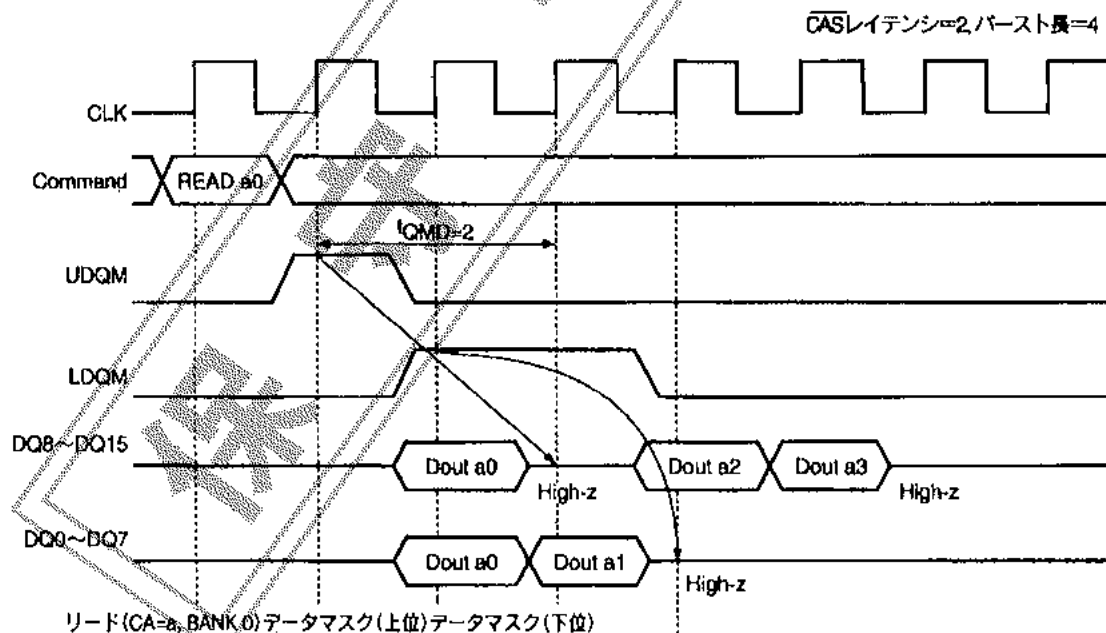 CASレイテンシ=2, バースト長=4
CLK
Command
READ a0
tQMD=2
UDQM
LDQM
DQ8～DQ15
Dout a0
Dout a2
Dout a3
High-z
High-z
DQ0～DQ7
Dout a0
Dout a1
High-z
リード(CA=a, BANK 0)データマスク(上位)データマスク(下位)